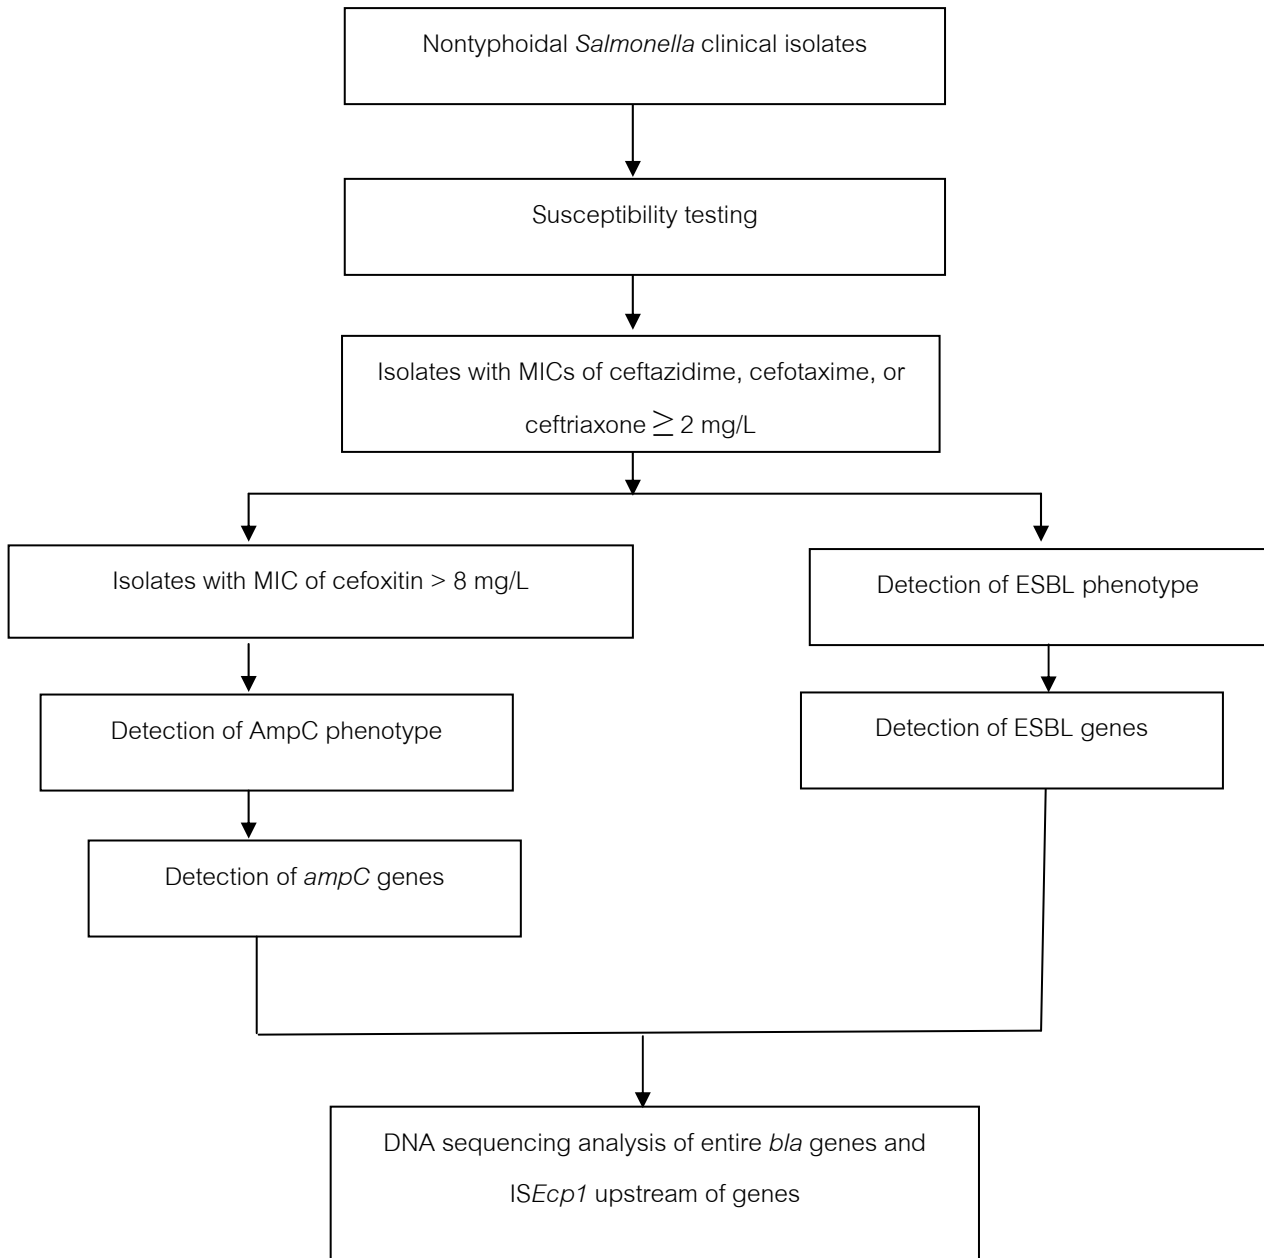 Nontyphoidal Salmonella clinical isolates
Susceptibility testing
Isolates with MICs of ceftazidime, cefotaxime, or
ceftriaxone ≥ 2 mg/L
Isolates with MIC of cefoxitin > 8 mg/L
Detection of ESBL phenotype
Detection of AmpC phenotype
Detection of ESBL genes
Detection of ampC genes
DNA sequencing analysis of entire bla genes and
ISEcp1 upstream of genes